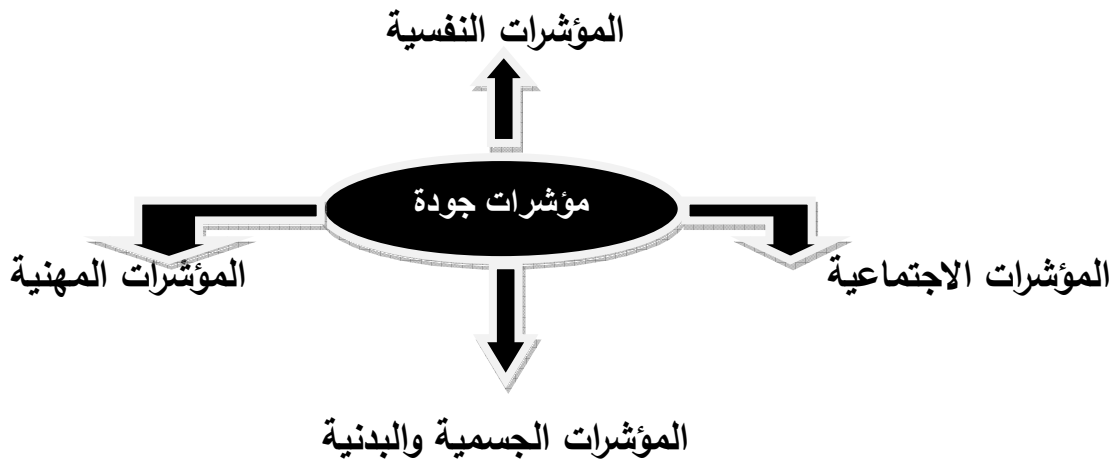 المؤشرات النفسية
مؤشرات جودة
المؤشرات الاجتماعية
المؤشرات المهنية
المؤشرات الجسمية والبدنية